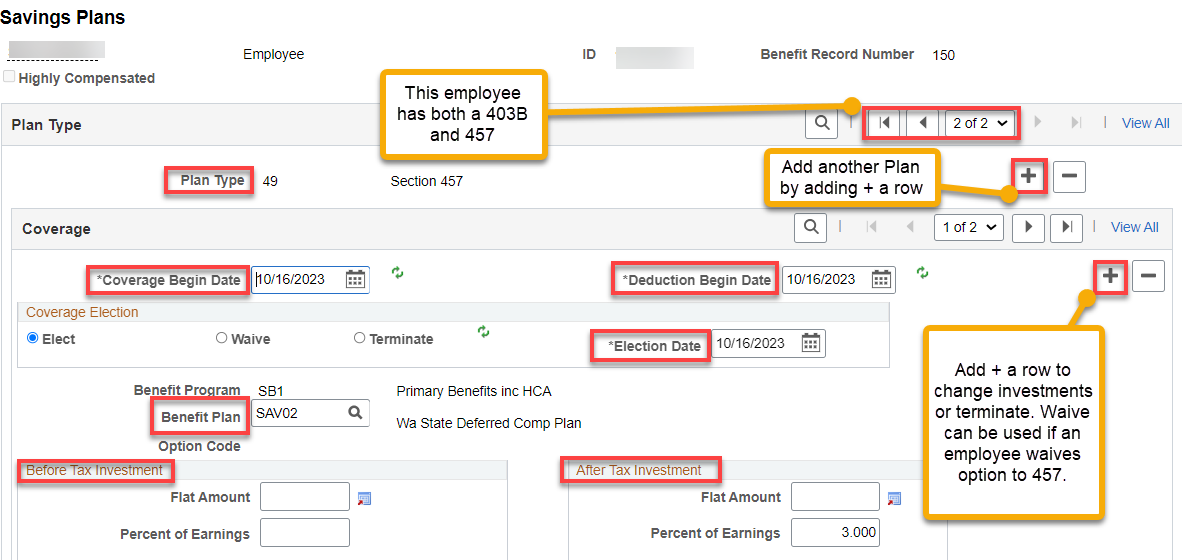 Savings Plans
Employee ID Benefit Record Number 150
Highly Compensated
This employee
has both a 403B
and 457
Plan Type 2 of 2 View All
Add another Plan
by adding + a row
Plan Type 49 Section 457
Coverage 1 of 2 View All
*Coverage Begin Date 10/16/2023 *Deduction Begin Date 10/16/2023
Coverage Election
Elect Waive Terminate *Election Date 10/16/2023
Add + a row to
change investments
or terminate. Waive
can be used if an
employee waives
option to 457.
Benefit Program SB1 Primary Benefits inc HCA
Benefit Plan SAV02 Wa State Deferred Comp Plan
Option Code
Before Tax Investment After Tax Investment
Flat Amount Flat Amount
Percent of Earnings Percent of Earnings 3.000